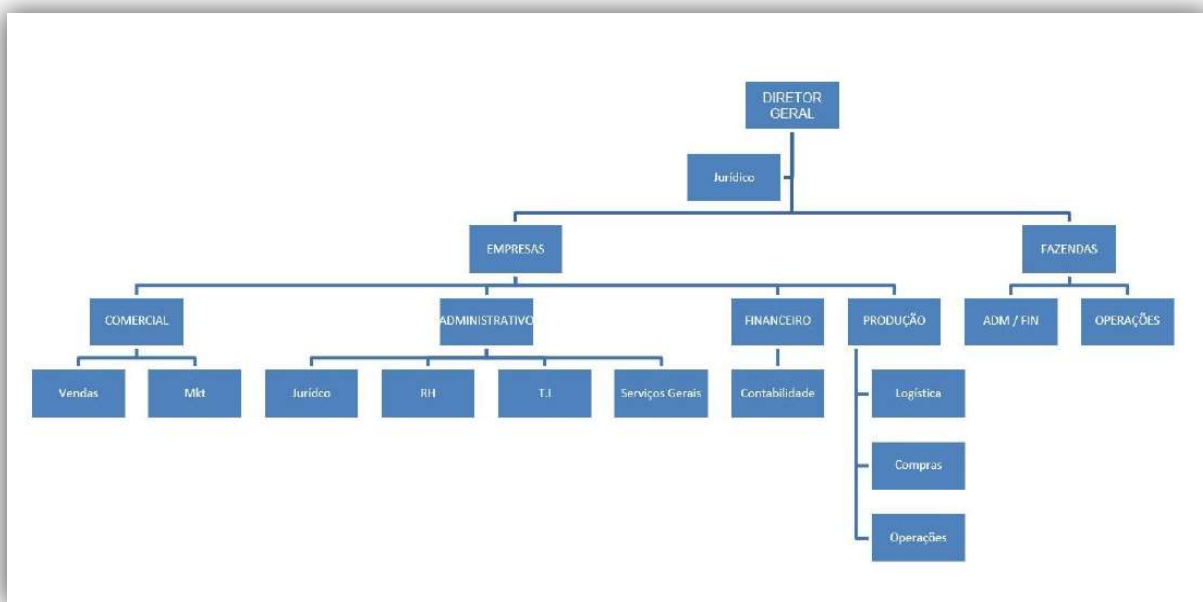 DIRETOR
GERAL
Jurídico
EMPRESAS
FAZENDAS
COMERCIAL
ADMINISTRATIVO
FINANCEIRO
PRODUÇÃO
ADM / FIN
OPERAÇÕES
Vendas
Mkt
Jurídco
RH
T.I
Serviços Gerais
Contabilidade
Logística
Compras
Operações